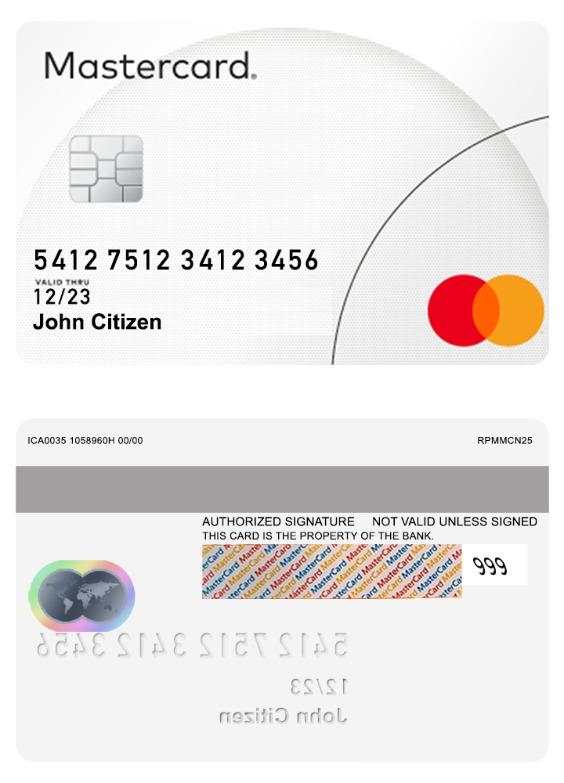 Mastercard.
5412 7512 3412 3456
VALID THRU
12/23
John Citizen
ICA0035 1058960H 00/00 RPMMCN25
AUTHORIZED SIGNATURE NOT VALID UNLESS SIGNED
THIS CARD IS THE PROPERTY OF THE BANK.
MasterCard MasterCard MasterCard MasterCard
999
5412 7512 3412 3456
12/23
John Citizen